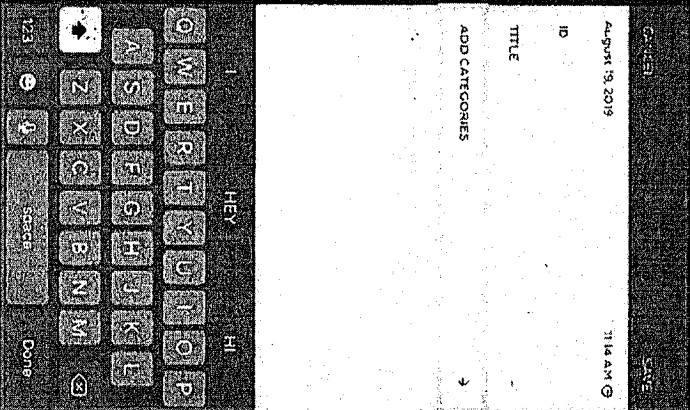 CANCEL SAVE
August 19, 2019 11:14 AM
ID
TITLE
ADD CATEGORIES
I HEY HI
Q W E R T Y U I O P
A S D F G H J K L
Z X C V B N M
123 space Done